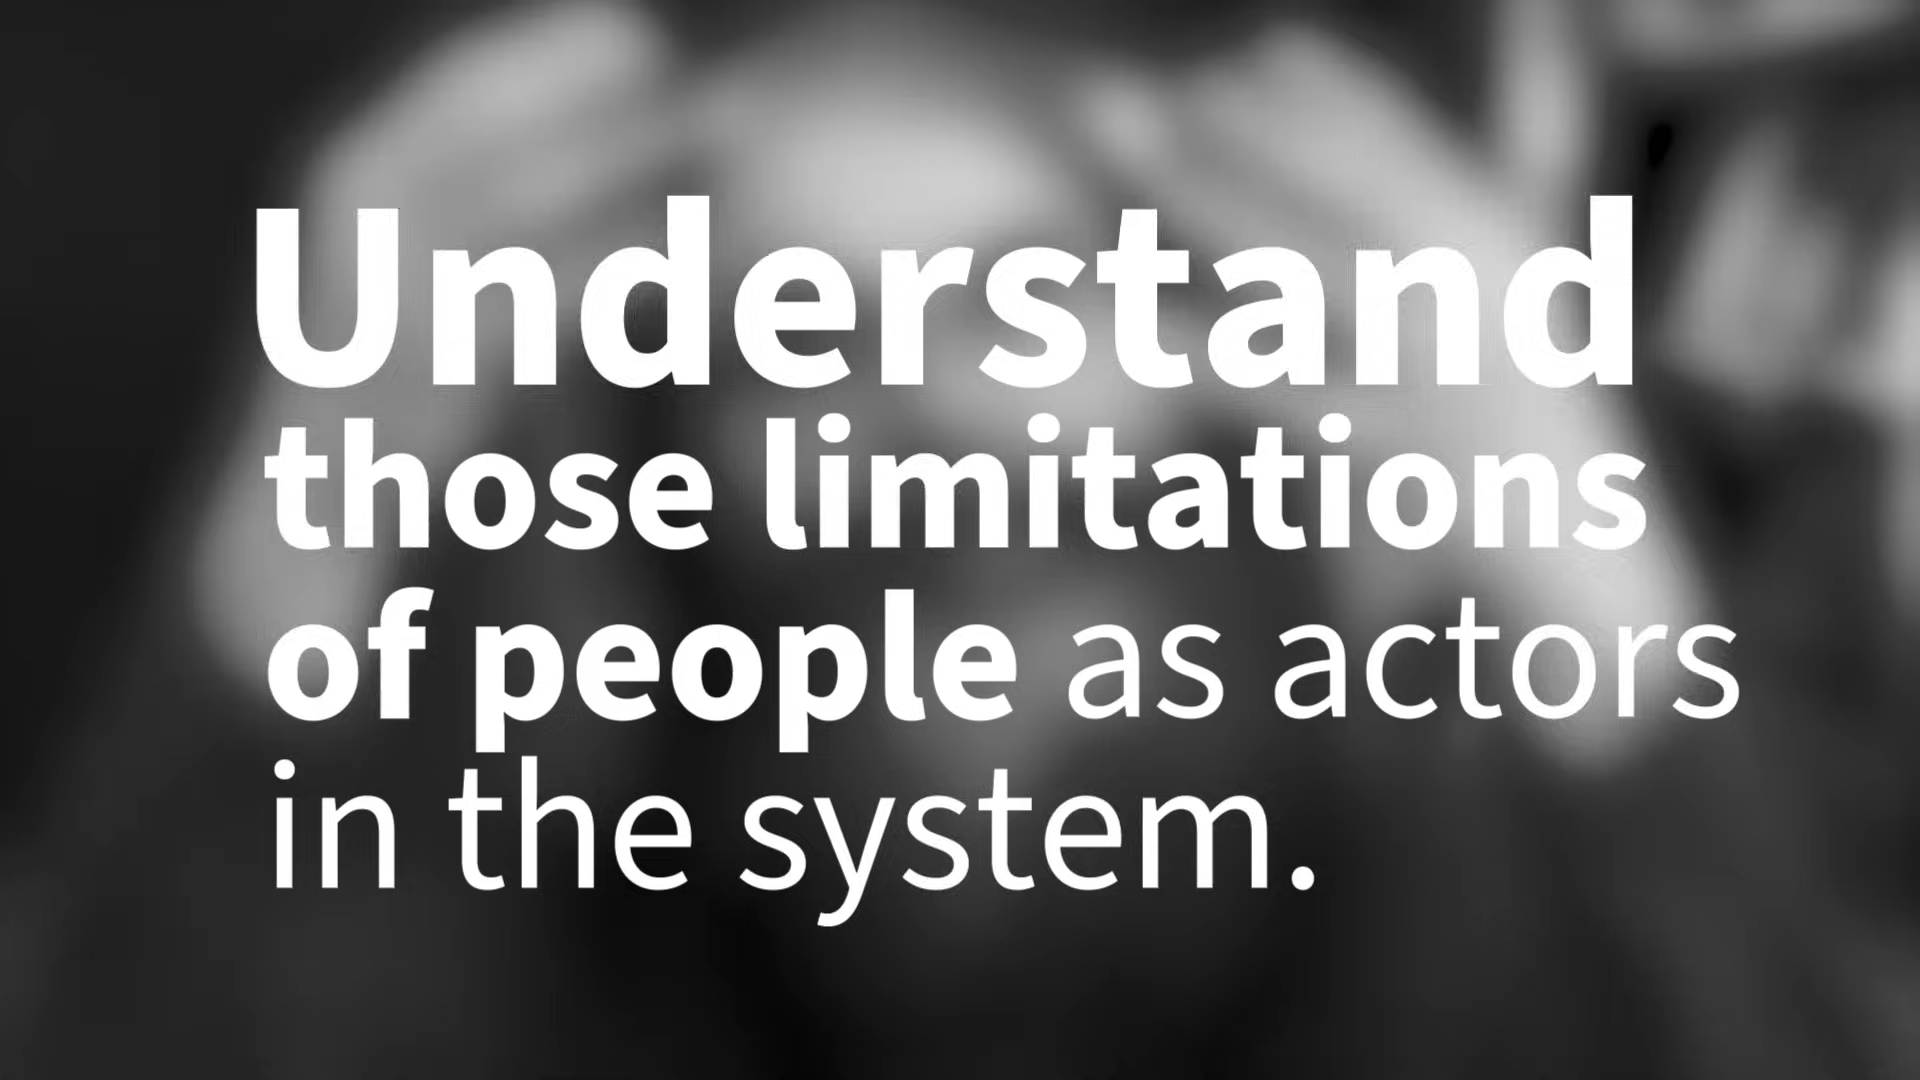 Understand
those limitations
of people as actors
in the system.